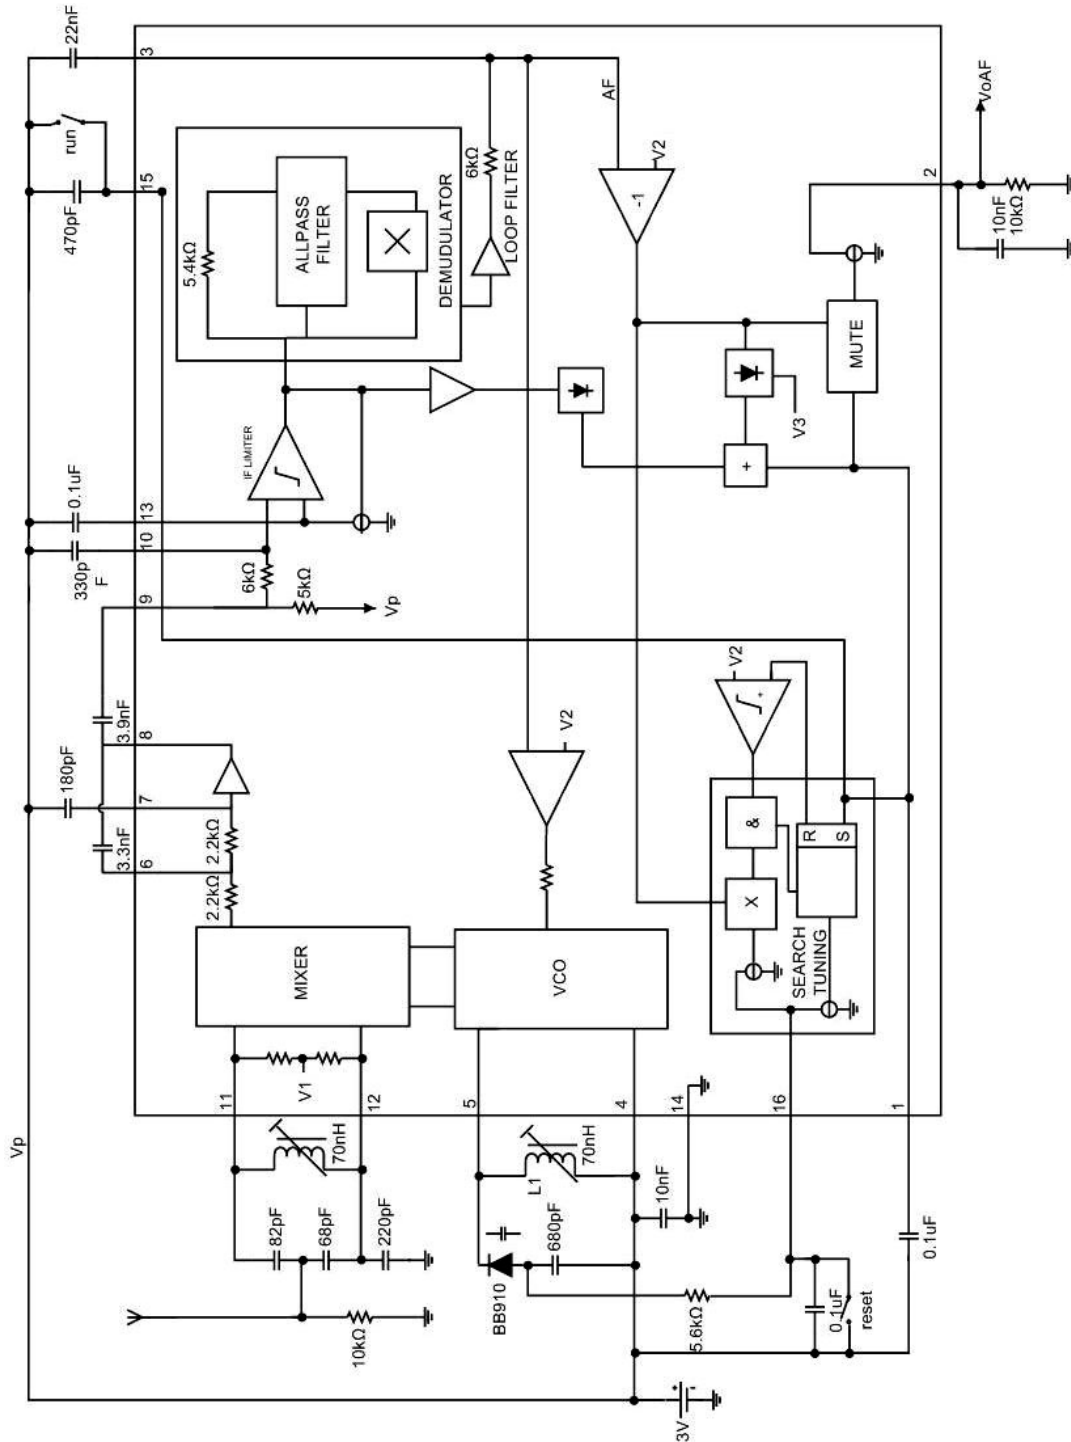 Vp
22nF
470pF
run
0.1uF
330p
F
3.9nF
180pF
3.3nF
3
15
13
10
9
8
7
6
5.4kΩ
ALLPASS
FILTER
DEMUDULATOR
6kΩ
LOOP FILTER
AF
IF LIMITER
6kΩ
5kΩ
Vp
2.2kΩ
2.2kΩ
MIXER
VCO
V2
V2
-1
VoAF
2
10nF
10kΩ
MUTE
V3
+
V2
+
&
X
R
S
SEARCH
TUNING
V1
11
12
5
4
14
16
1
70nH
82pF
68pF
220pF
10kΩ
L1
70nH
BB910
680pF
10nF
5.6kΩ
0.1uF
reset
0.1uF
3V
+
-